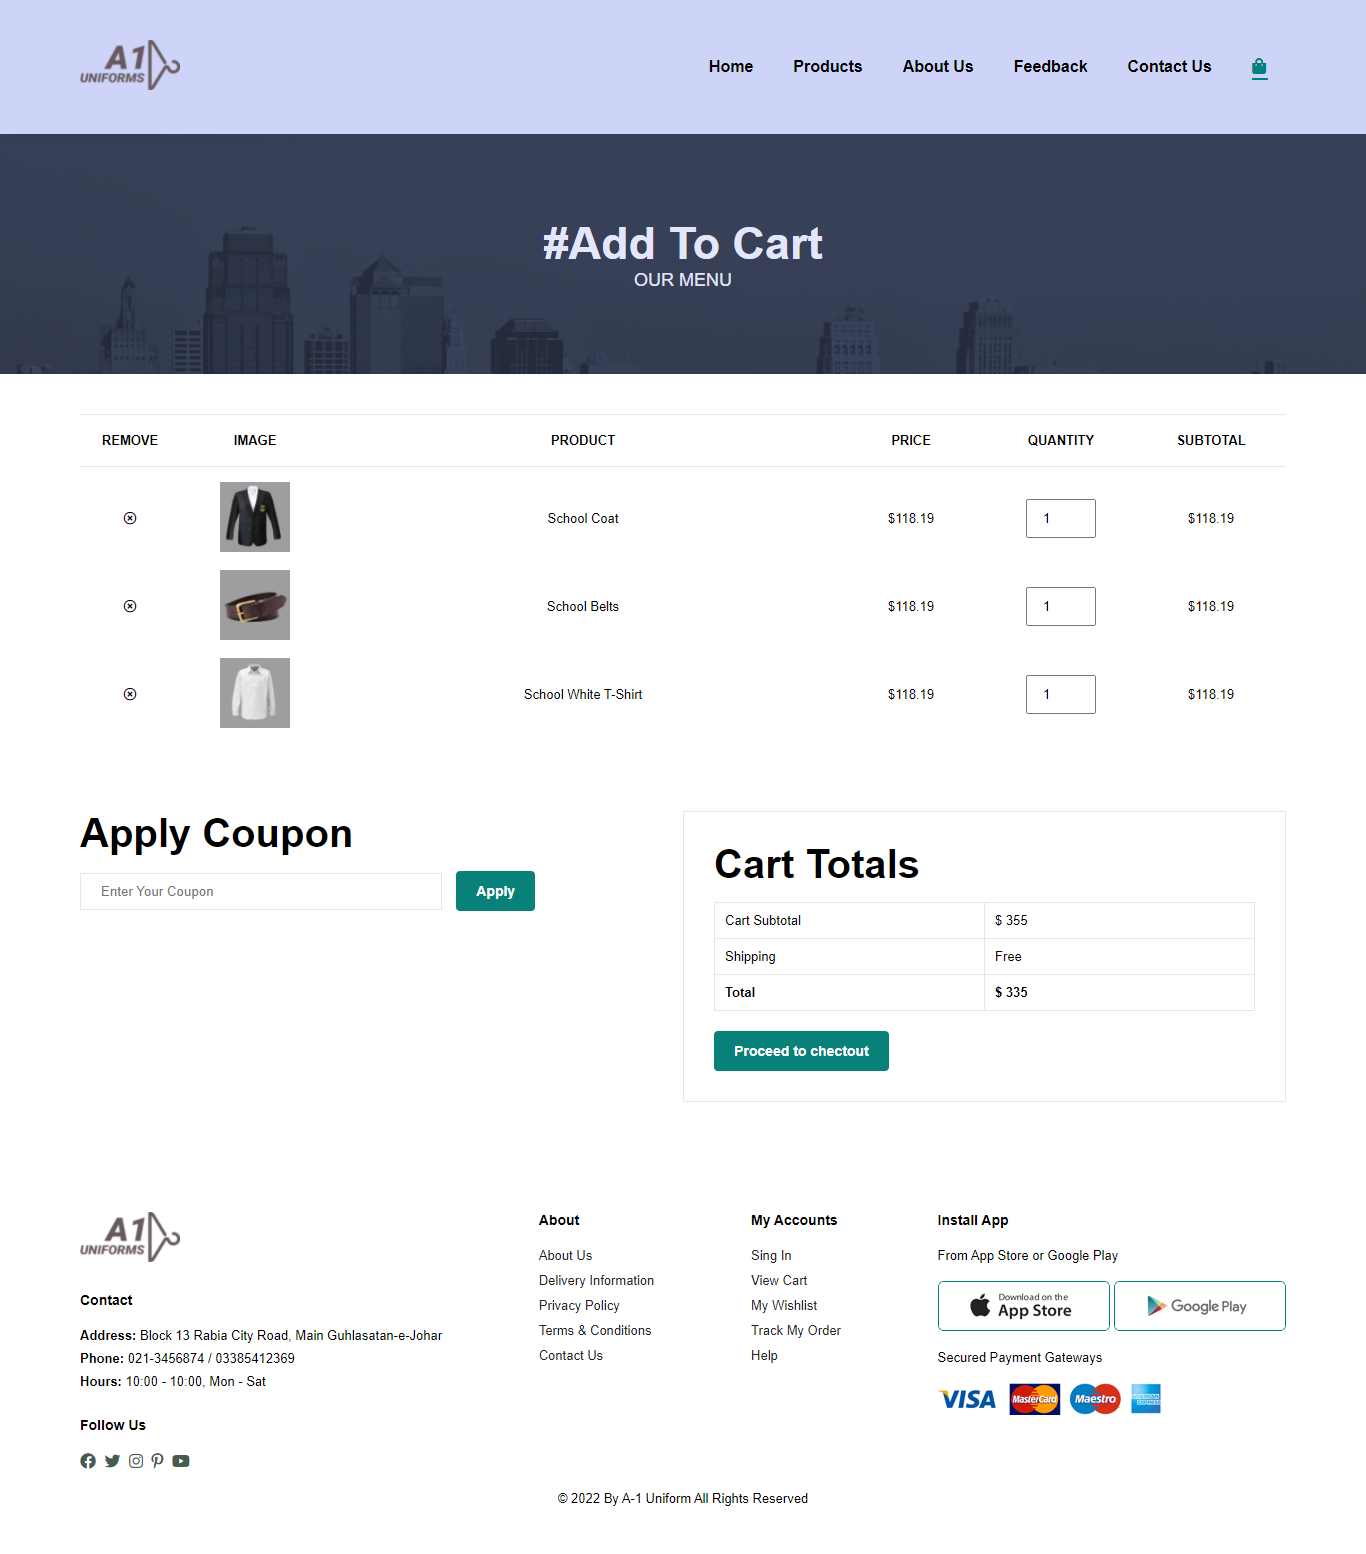 A1
UNIFORMS
Home Products About Us Feedback Contact Us
#Add To Cart
OUR MENU
REMOVE IMAGE PRODUCT PRICE QUANTITY SUBTOTAL
School Coat $118.19 1 $118.19
School Belts $118.19 1 $118.19
School White T-Shirt $118.19 1 $118.19
Apply Coupon
Enter Your Coupon Apply
Cart Totals
Cart Subtotal $ 355
Shipping Free
Total $ 335
Proceed to chectout
A1
UNIFORMS
Contact
Address: Block 13 Rabia City Road, Main Guhlasatan-e-Johar
Phone: 021-3456874 / 03385412369
Hours: 10:00 - 10:00, Mon - Sat
Follow Us
About
About Us
Delivery Information
Privacy Policy
Terms & Conditions
Contact Us
My Accounts
Sing In
View Cart
My Wishlist
Track My Order
Help
Install App
From App Store or Google Play
Download on the
App Store
Google Play
Secured Payment Gateways
VISA MasterCard Maestro AMERICAN EXPRESS
© 2022 By A-1 Uniform All Rights Reserved